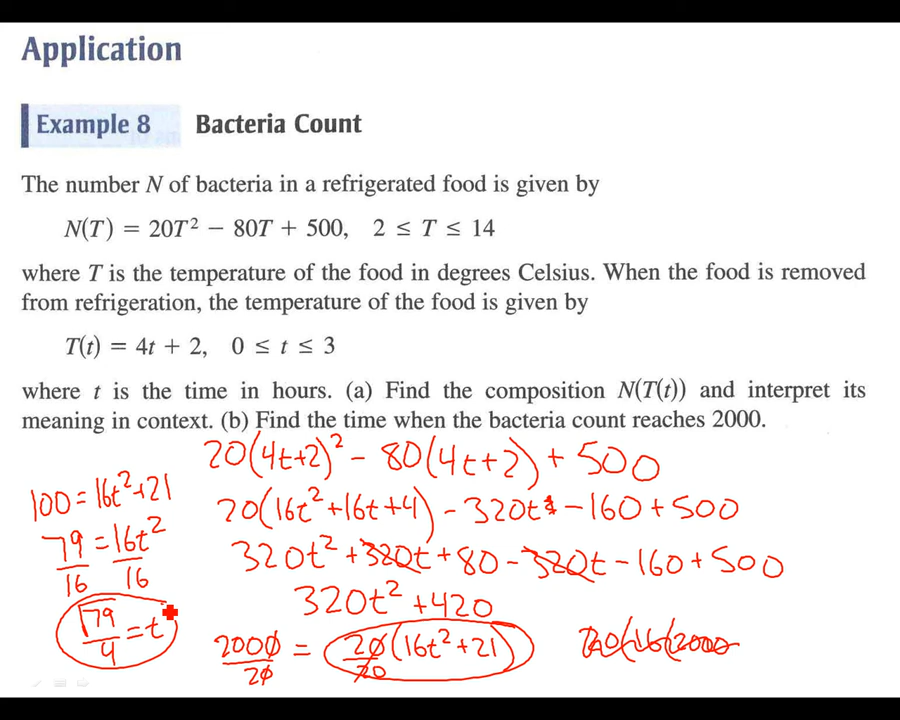 Application
Example 8 Bacteria Count
The number N of bacteria in a refrigerated food is given by
N(T) = 20T² − 80T + 500, 2 ≤ T ≤ 14
where T is the temperature of the food in degrees Celsius. When the food is removed
from refrigeration, the temperature of the food is given by
T(t) = 4t + 2, 0 ≤ t ≤ 3
where t is the time in hours. (a) Find the composition N(T(t)) and interpret its
meaning in context. (b) Find the time when the bacteria count reaches 2000.
20(4t+2)² − 80(4t+2) + 500
100 = 16t² + 21
20(16t² + 16t + 4) − 320t − 160 + 500
79/16 = 16t²/16
320t² + 320t + 80 − 320t − 160 + 500
320t² + 420
√79/4 = t
2000/20 = 20/20(16t² + 21)